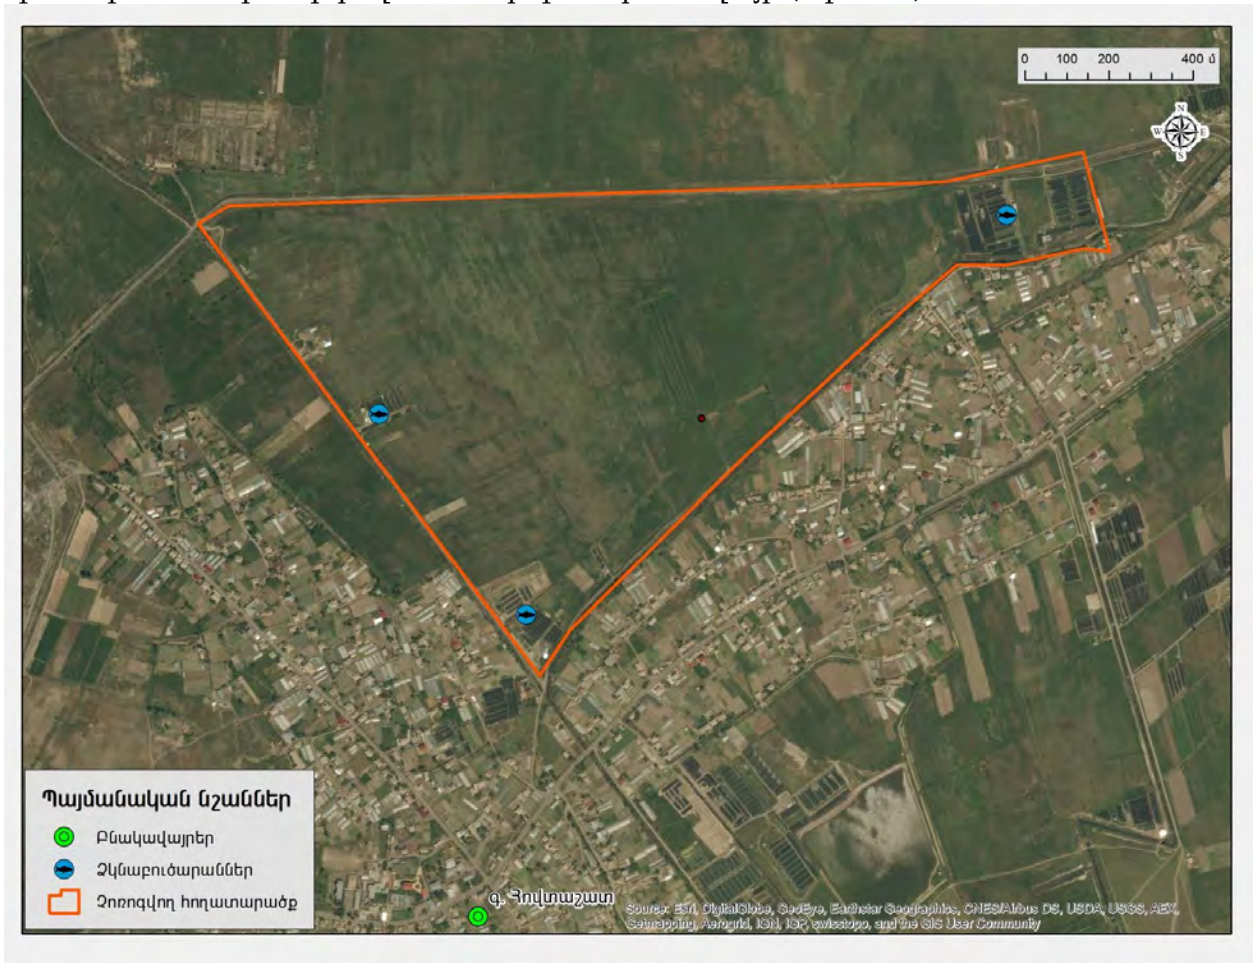 0 100 200 400 մ
N
W E
S
Պայմանական նշաններ
Բնակավայրեր
Ձկնաբուծարաններ
Չոռոգվող հողատարածք
գ. Հովտաշատ
Source: Esri, DigitalGlobe, GeoEye, Earthstar Geographics, CNES/Airbus DS, USDA, USGS, AEX,
Getmapping, Aerogrid, IGN, IGP, swisstopo, and the GIS User Community